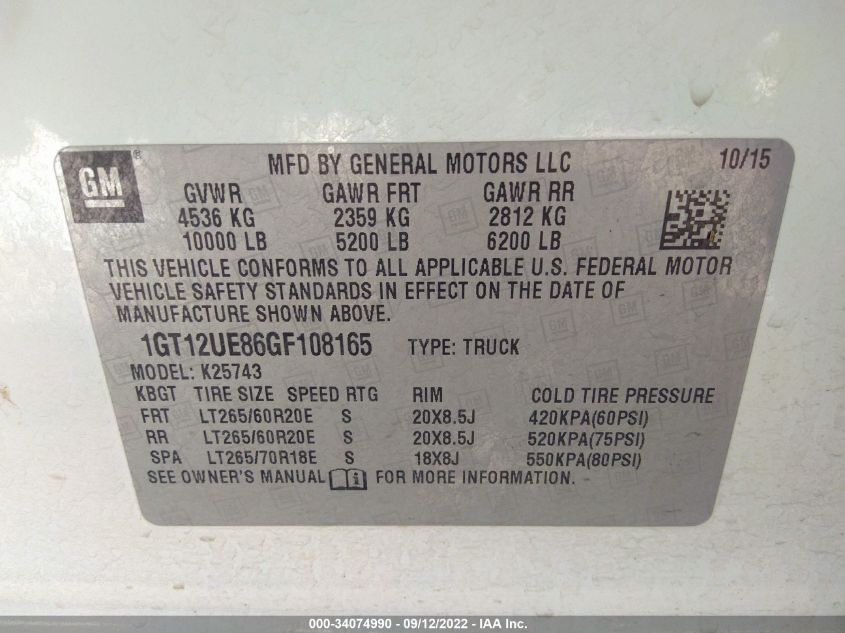 GM ® MFD BY GENERAL MOTORS LLC 10/15
GVWR GAWR FRT GAWR RR
4536 KG 2359 KG 2812 KG
10000 LB 5200 LB 6200 LB
THIS VEHICLE CONFORMS TO ALL APPLICABLE U.S. FEDERAL MOTOR
VEHICLE SAFETY STANDARDS IN EFFECT ON THE DATE OF
MANUFACTURE SHOWN ABOVE.
1GT12UE86GF108165 TYPE: TRUCK
MODEL: K25743
KBGT TIRE SIZE SPEED RTG RIM COLD TIRE PRESSURE
FRT LT265/60R20E S 20X8.5J 420KPA(60PSI)
RR LT265/60R20E S 20X8.5J 520KPA(75PSI)
SPA LT265/70R18E S 18X8J 550KPA(80PSI)
SEE OWNER'S MANUAL i FOR MORE INFORMATION. -
000-34074990 - 09/12/2022 - IAA Inc.